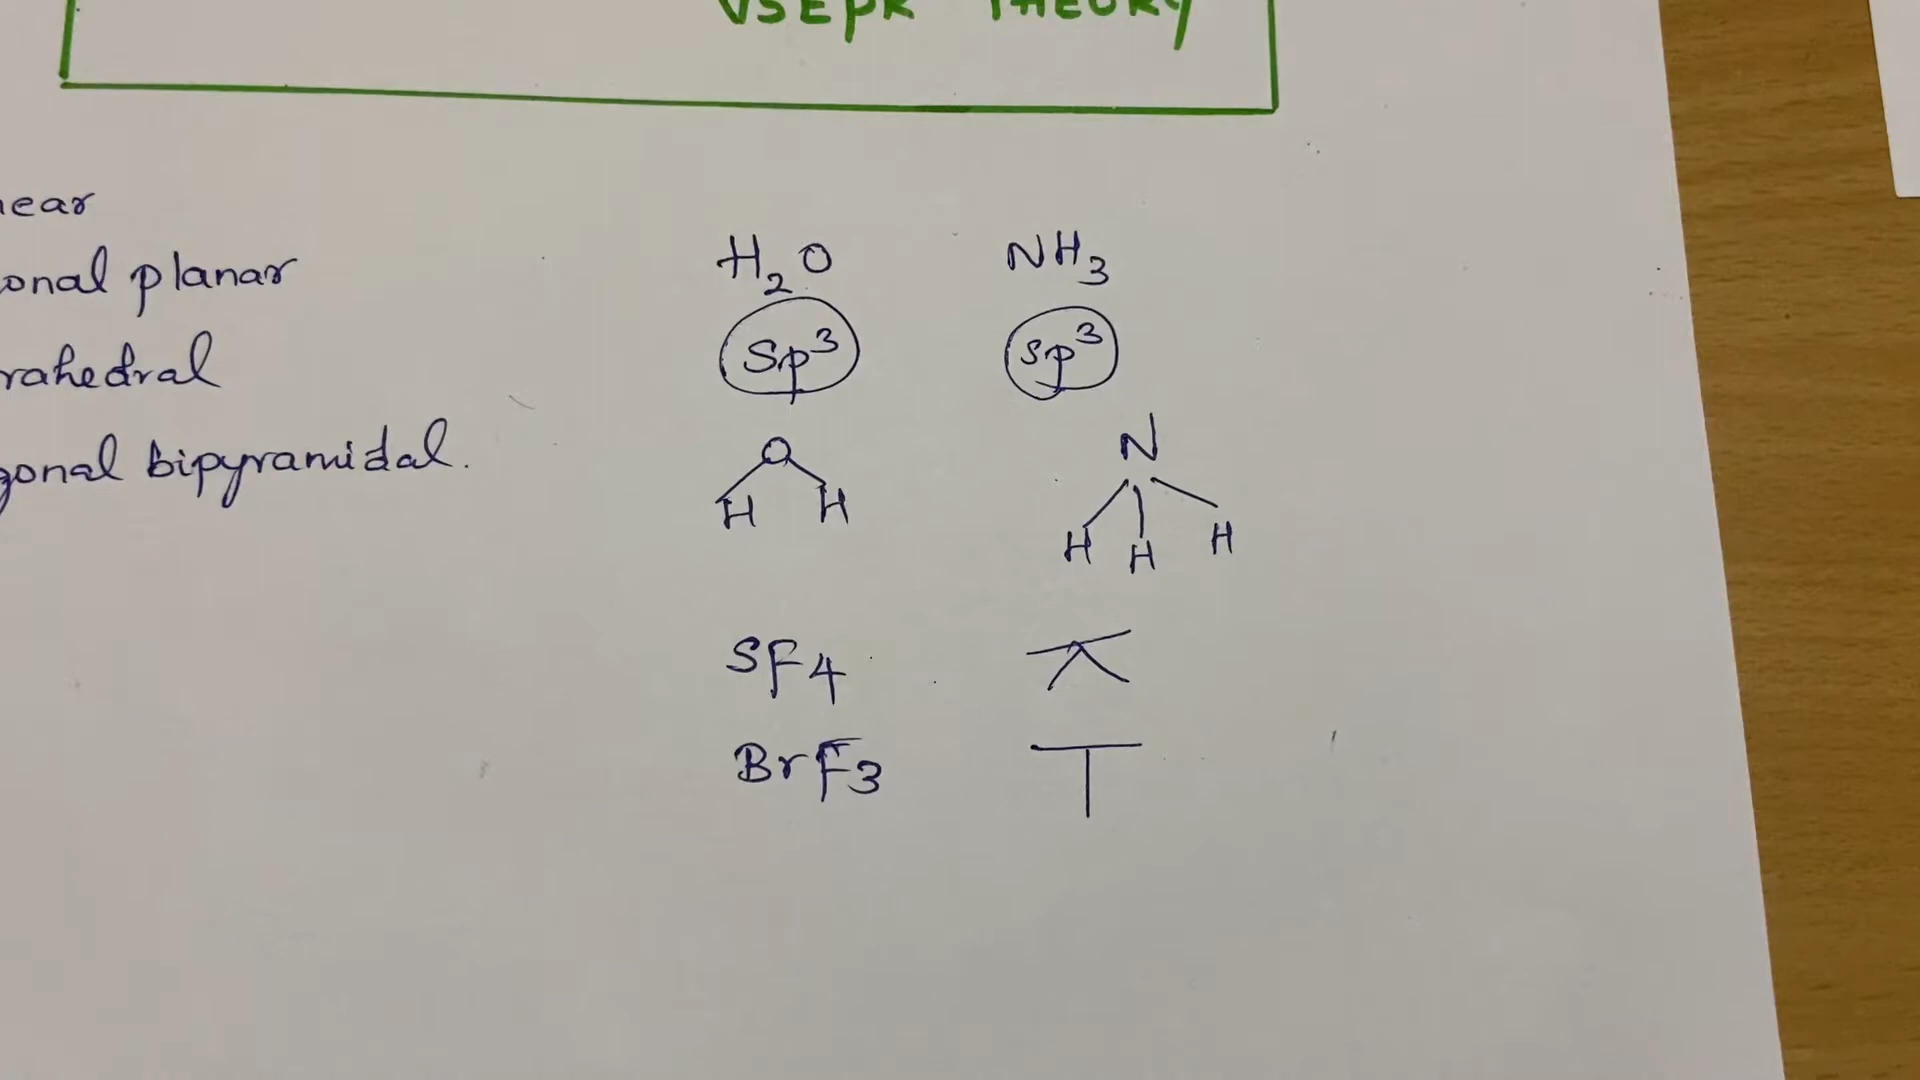 VSEPR THEORY
near
onal planar
rahedral
gonal bipyramidal.
H2O NH3
Sp3 sp3
O N
H H H H H
SF4
BrF3